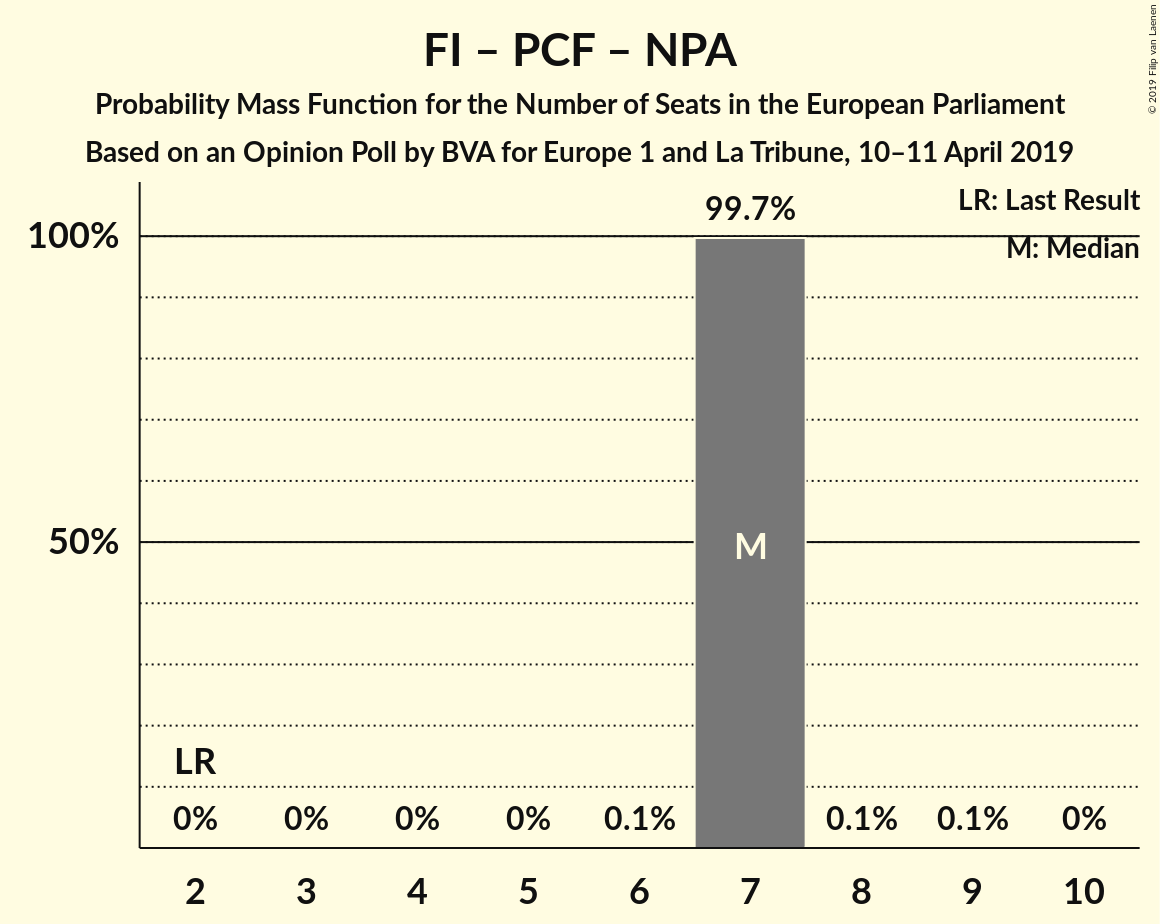 FI – PCF – NPA
Probability Mass Function for the Number of Seats in the European Parliament
Based on an Opinion Poll by BVA for Europe 1 and La Tribune, 10–11 April 2019
© 2019 Filip van Laenen
LR: Last Result
M: Median
99.7%
100%
50%
M
LR
0% 0% 0% 0% 0.1% 0.1% 0.1% 0%
2 3 4 5 6 7 8 9 10